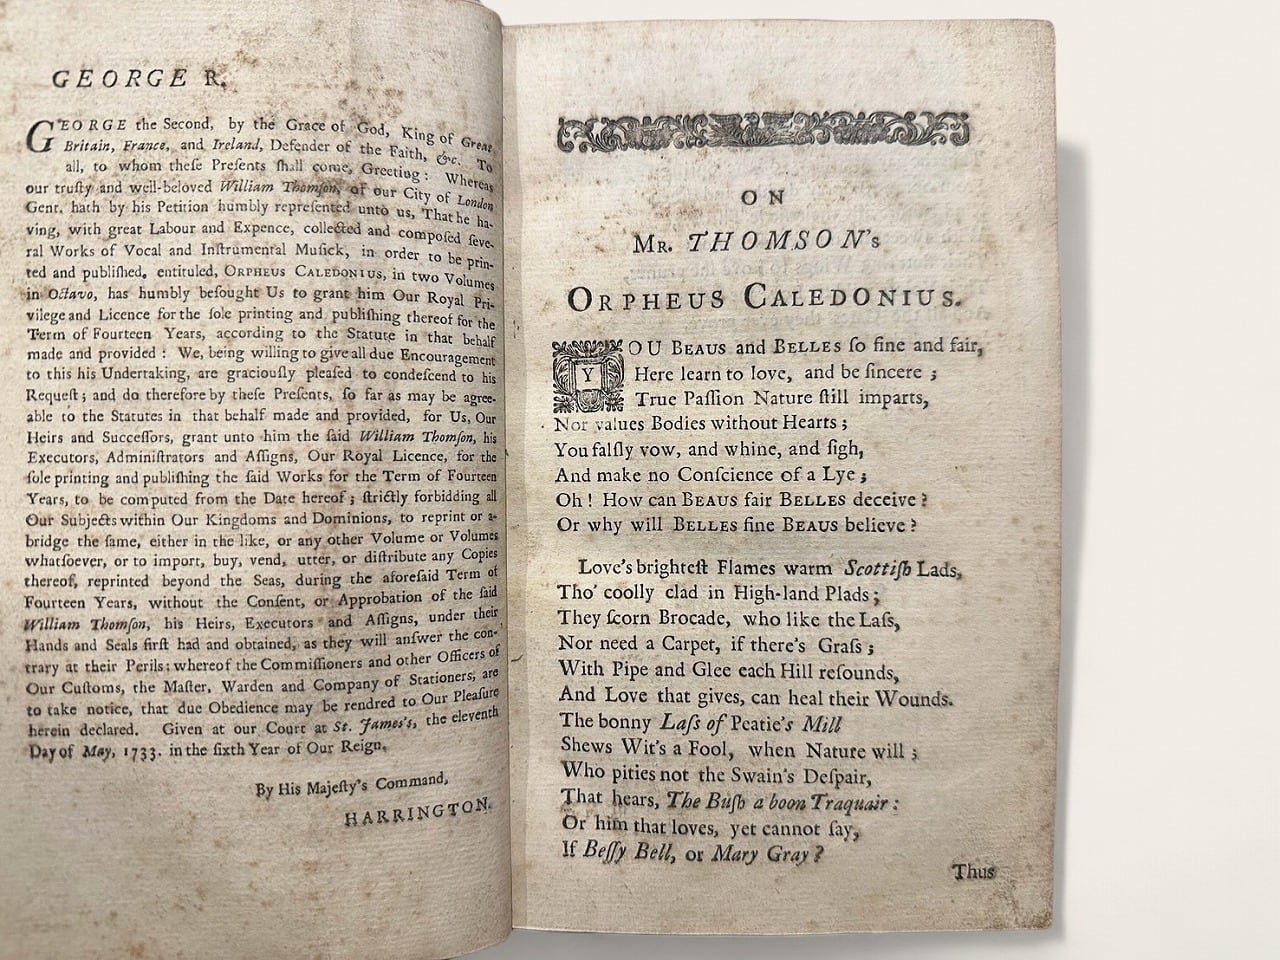 GEORGE R.
GEORGE the Second, by the Grace of God, King of Great
Britain, France, and Ireland, Defender of the Faith, &c. To
all, to whom theſe Preſents ſhall come, Greeting: Whereas
our truſty and well-beloved William Thomſon, of our City of London
Gent. hath by his Petition humbly repreſented unto us, That he ha-
ving, with great Labour and Expence, collected and compoſed ſeve-
ral Works of Vocal and Inſtrumental Muſick, in order to be prin-
ted and publiſhed, entituled, ORPHEUS CALEDONIUS, in two Volumes
in Octavo, has humbly beſought Us to grant him Our Royal Pri-
vilege and Licence for the ſole printing and publiſhing thereof for the
Term of Fourteen Years, according to the Statute in that behalf
made and provided: We, being willing to give all due Encouragement
to this his Undertaking, are graciouſly pleaſed to condeſcend to his
Requeſt; and do therefore by theſe Preſents, ſo far as may be agree-
able to the Statutes in that behalf made and provided, for Us, Our
Heirs and Succeſſors, grant unto him the ſaid William Thomſon, his
Executors, Adminiſtrators and Aſſigns, Our Royal Licence, for the
ſole printing and publiſhing the ſaid Works for the Term of Fourteen
Years, to be computed from the Date hereof; ſtrictly forbidding all
Our Subjects within Our Kingdoms and Dominions, to reprint or a-
bridge the ſame, either in the like, or any other Volume or Volumes
whatſoever, or to import, buy, vend, utter, or diſtribute any Copies
thereof, reprinted beyond the Seas, during the aforeſaid Term of
Fourteen Years, without the Conſent, or Approbation of the ſaid
William Thomſon, his Heirs, Executors and Aſſigns, under their
Hands and Seals firſt had and obtained, as they will anſwer the con-
trary at their Perils: whereof the Commiſſioners and other Officers of
Our Cuſtoms, the Maſter, Warden and Company of Stationers, are
to take notice, that due Obedience may be rendred to Our Pleaſure
herein declared. Given at our Court at St. James's, the eleventh
Day of May, 1733. in the ſixth Year of Our Reign.
By His Majeſty's Command,
HARRINGTON.
ON
MR. THOMSON's
ORPHEUS CALEDONIUS.
YOU BEAUS and BELLES ſo fine and fair,
Here learn to love, and be ſincere;
True Paſſion Nature ſtill imparts,
Nor values Bodies without Hearts;
You falſly vow, and whine, and ſigh,
And make no Conſcience of a Lye;
Oh! How can BEAUS fair BELLES deceive?
Or why will BELLES fine BEAUS believe?
Love's brighteſt Flames warm Scottiſh Lads,
Tho' coolly clad in High-land Plads;
They ſcorn Brocade, who like the Laſs,
Nor need a Carpet, if there's Graſs;
With Pipe and Glee each Hill reſounds,
And Love that gives, can heal their Wounds.
The bonny Laſs of Peatie's Mill
Shews Wit's a Fool, when Nature will;
Who pities not the Swain's Deſpair,
That hears, The Buſh a boon Traquair:
Or him that loves, yet cannot ſay,
If Beſſy Bell, or Mary Gray?
Thus